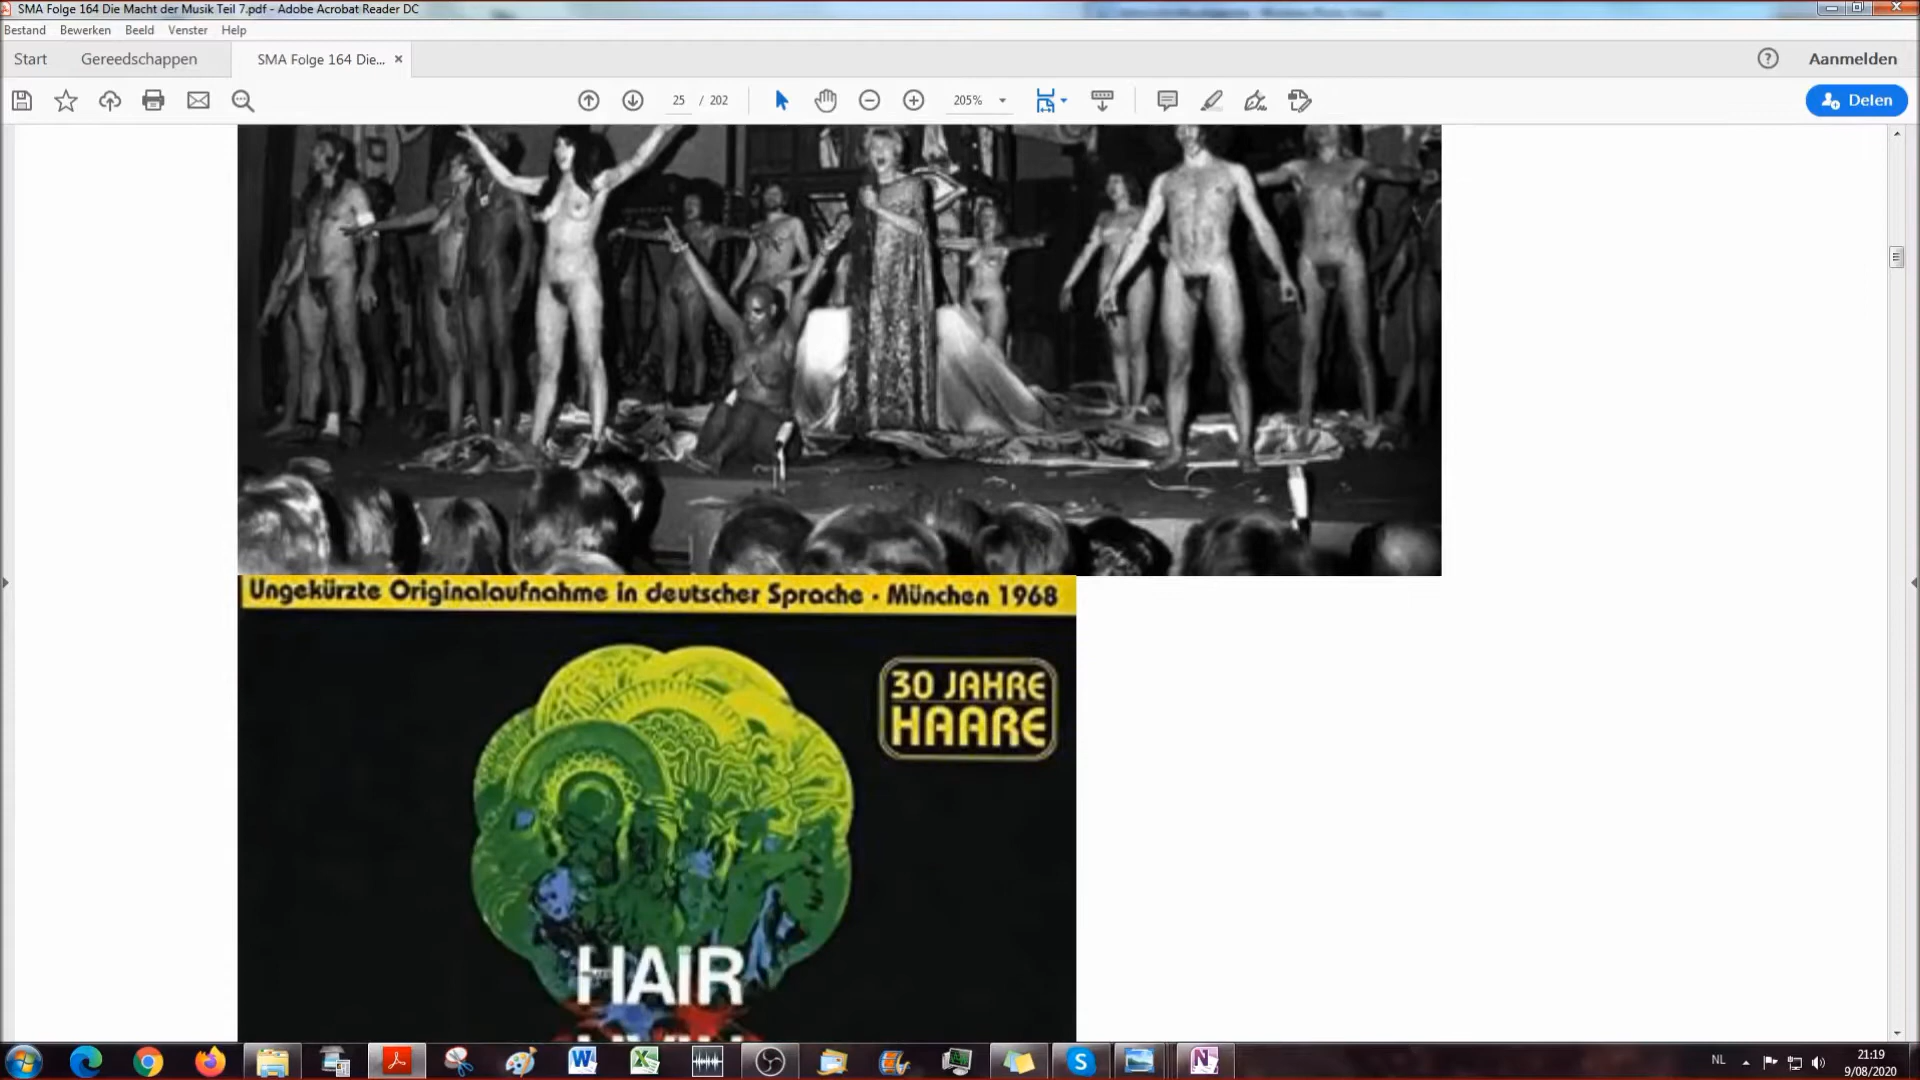 SMA Folge 164 Die Macht der Musik Teil 7.pdf - Adobe Acrobat Reader DC
Bestand Bewerken Beeld Venster Help
Start Gereedschappen SMA Folge 164 Die... × Aanmelden
25 / 202 205% Delen
Ungekürzte Originalaufnahme in deutscher Sprache · München 1968
30 JAHRE
HAARE
HAiR
NL 21:19
9/08/2020